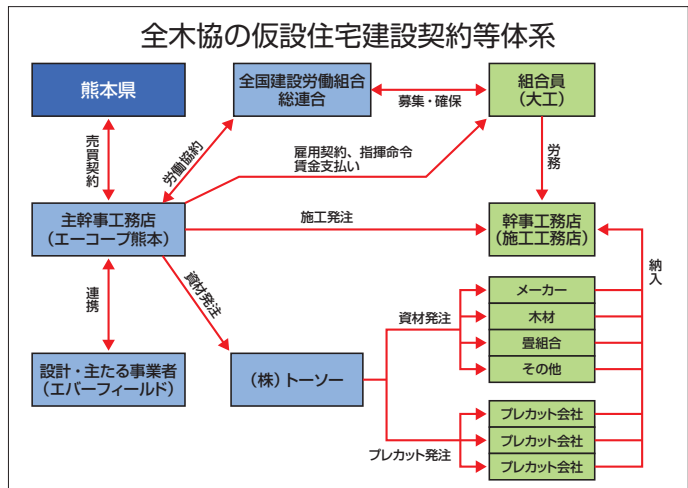 全木協の仮設住宅建設契約等体系
熊本県
全国建設労働組合
総連合
募集・確保
組合員
(大工)
売買契約
労働協約
雇用契約、指揮命令
賃金支払い
労務
主幹事工務店
(エーコープ熊本)
施工発注
幹事工務店
(施工工務店)
連携
資材発注
納入
設計・主たる事業者
(エバーフィールド)
(株)トーソー
資材発注
メーカー
木材
畳組合
その他
プレカット発注
プレカット会社
プレカット会社
プレカット会社